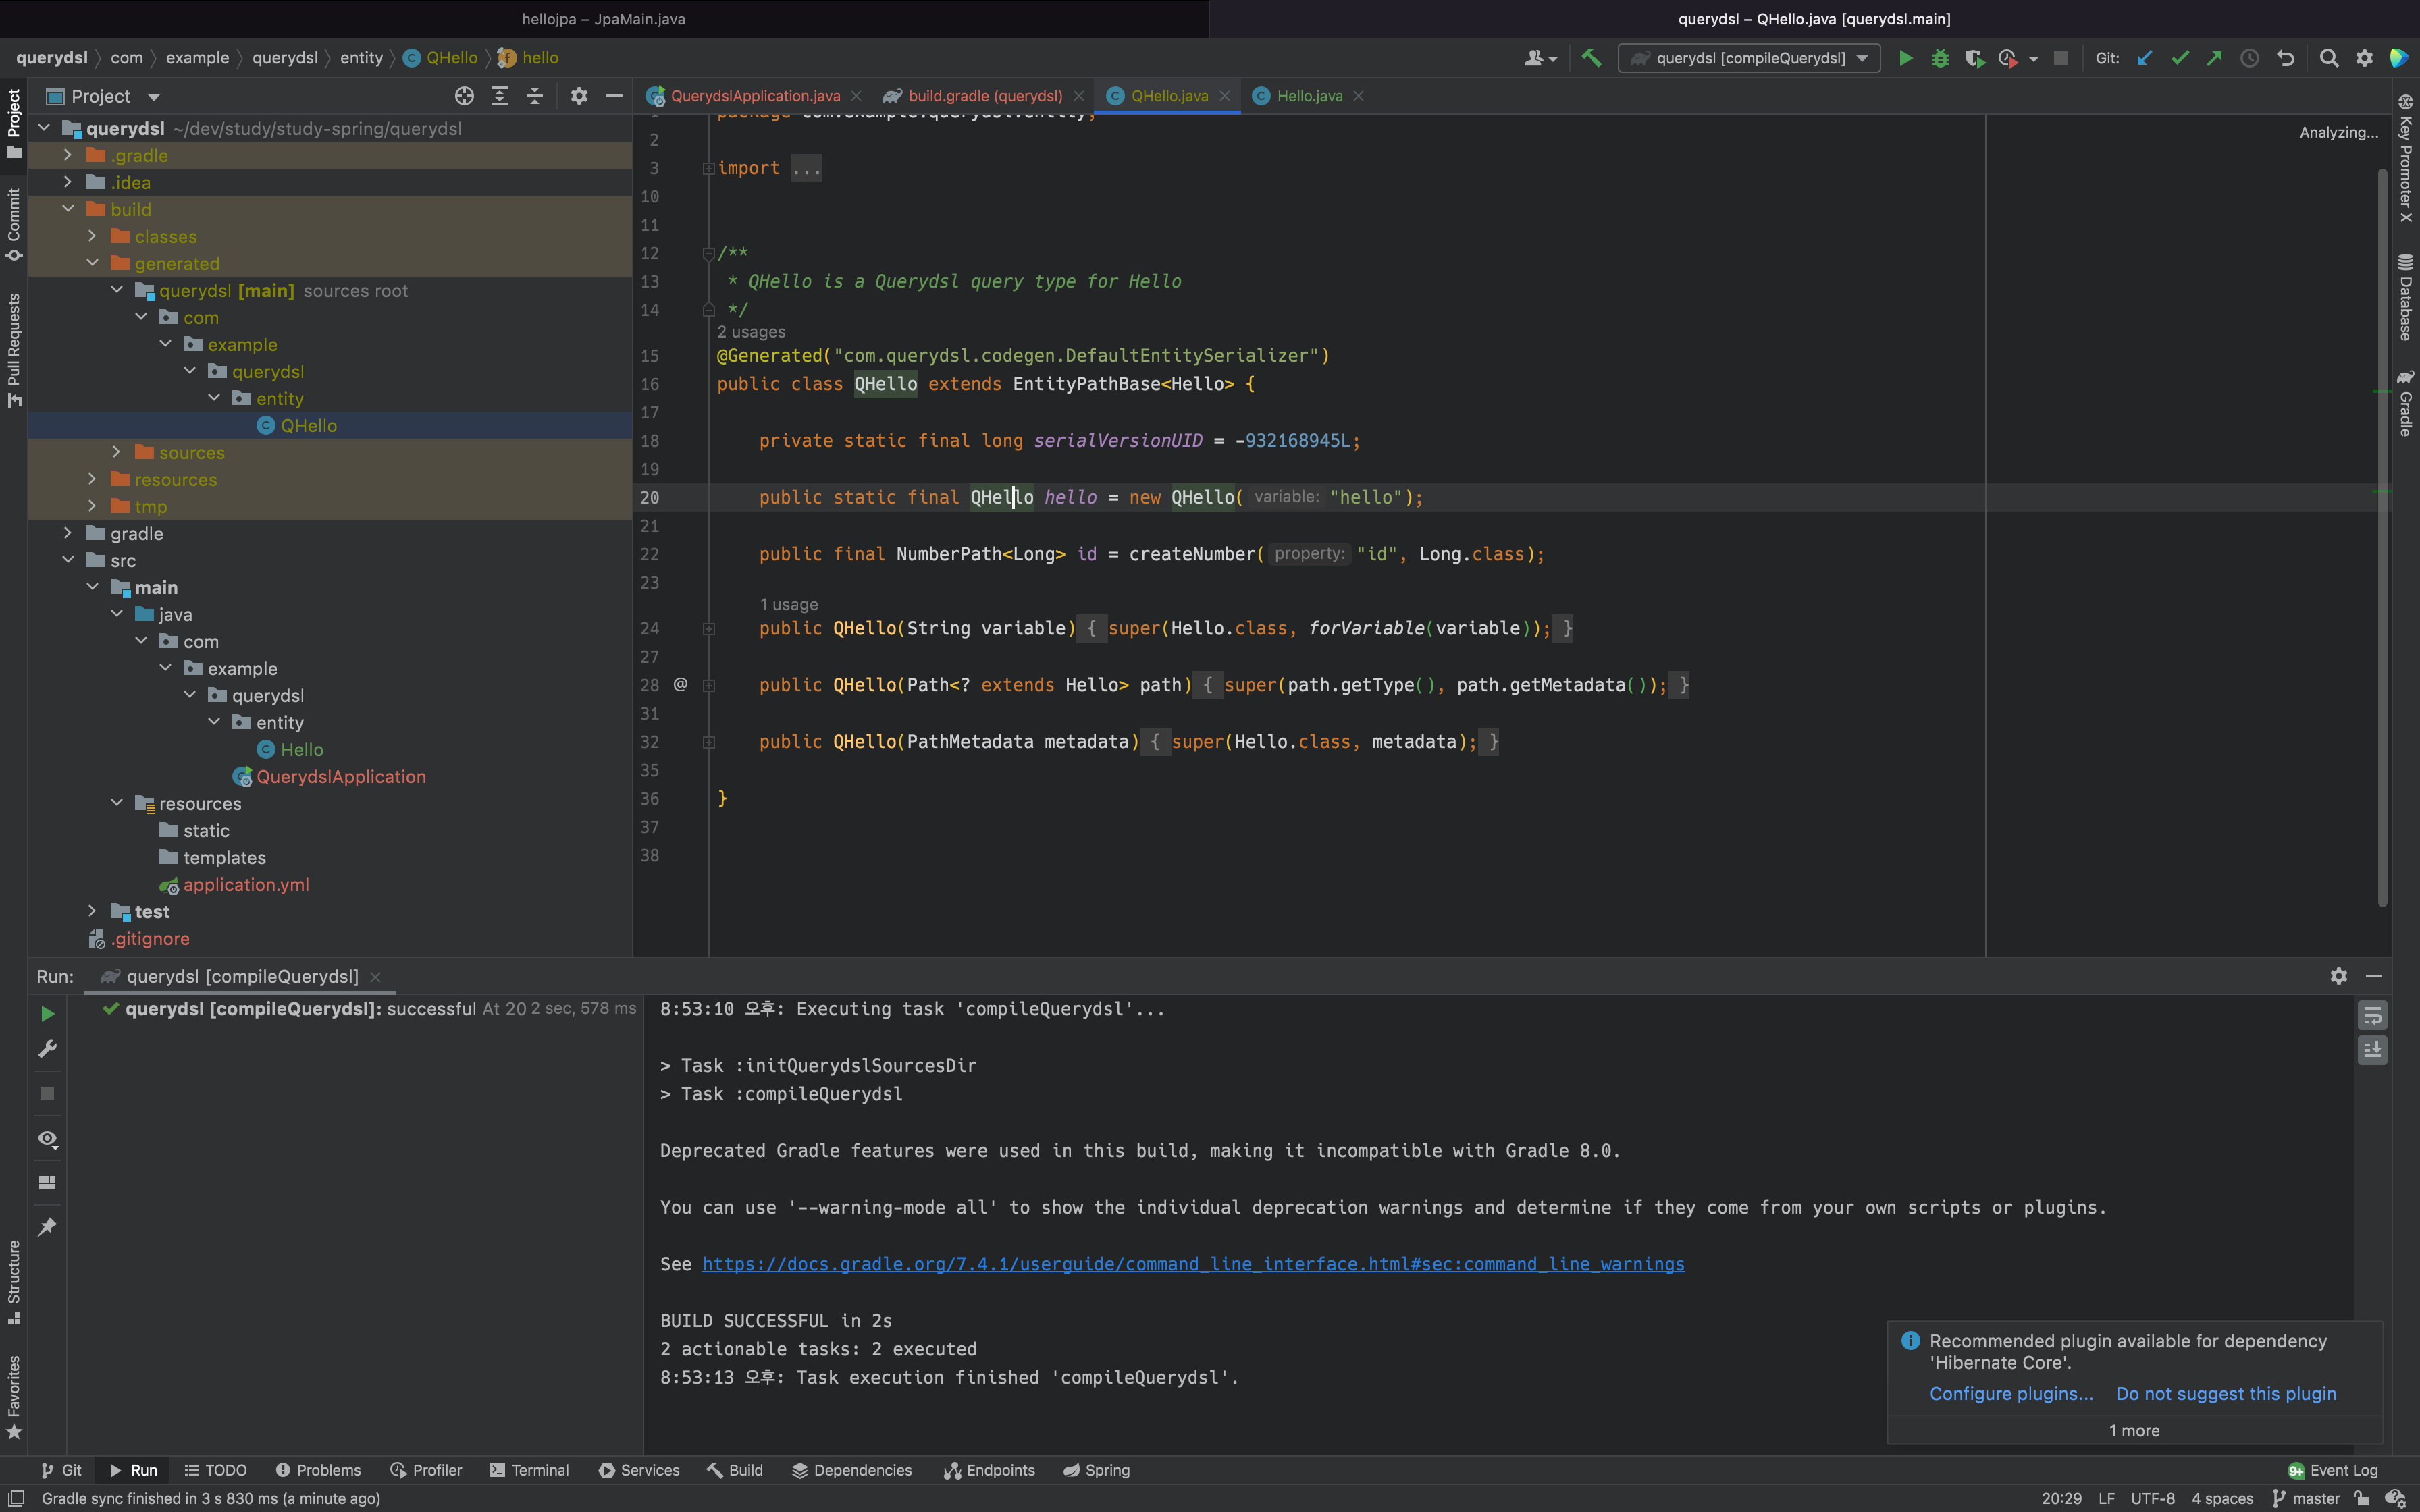 hellojpa – JpaMain.java
querydsl – QHello.java [querydsl.main]
querydsl com example querydsl entity QHello hello
querydsl [compileQuerydsl]
Git:
Project
QuerydslApplication.java
build.gradle (querydsl)
QHello.java
Hello.java
Project
Commit
Pull Requests
Structure
Favorites
querydsl ~/dev/study/study-spring/querydsl
.gradle
.idea
build
classes
generated
querydsl [main] sources root
com
example
querydsl
entity
QHello
sources
resources
tmp
gradle
src
main
java
com
example
querydsl
entity
Hello
QuerydslApplication
resources
static
templates
application.yml
test
.gitignore
Analyzing...
Key Promoter X
Database
Gradle
1 package com.example.querydsl.entity;
2
3 import ...
10
11
12 /**
13 * QHello is a Querydsl query type for Hello
14 */
2 usages
15 @Generated("com.querydsl.codegen.DefaultEntitySerializer")
16 public class QHello extends EntityPathBase<Hello> {
17
18 private static final long serialVersionUID = -932168945L;
19
20 public static final QHello hello = new QHello( variable: "hello");
21
22 public final NumberPath<Long> id = createNumber( property: "id", Long.class);
23
1 usage
24 public QHello(String variable) { super(Hello.class, forVariable(variable)); }
27
28 @ public QHello(Path<? extends Hello> path) { super(path.getType(), path.getMetadata()); }
31
32 public QHello(PathMetadata metadata) { super(Hello.class, metadata); }
35
36 }
37
38
Run: querydsl [compileQuerydsl]
querydsl [compileQuerydsl]: successful At 20 2 sec, 578 ms
8:53:10 오후: Executing task 'compileQuerydsl'...
> Task :initQuerydslSourcesDir
> Task :compileQuerydsl
Deprecated Gradle features were used in this build, making it incompatible with Gradle 8.0.
You can use '--warning-mode all' to show the individual deprecation warnings and determine if they come from your own scripts or plugins.
See https://docs.gradle.org/7.4.1/userguide/command_line_interface.html#sec:command_line_warnings
BUILD SUCCESSFUL in 2s
2 actionable tasks: 2 executed
8:53:13 오후: Task execution finished 'compileQuerydsl'.
Recommended plugin available for dependency
'Hibernate Core'.
Configure plugins... Do not suggest this plugin
1 more
Git Run TODO Problems Profiler Terminal Services Build Dependencies Endpoints Spring
9+ Event Log
Gradle sync finished in 3 s 830 ms (a minute ago)
20:29 LF UTF-8 4 spaces master